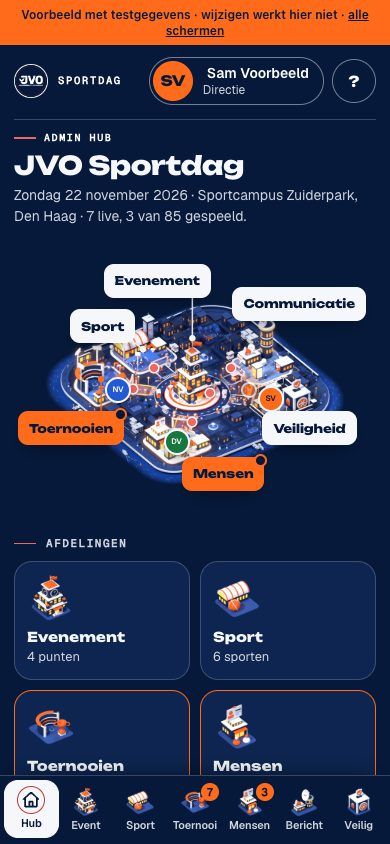 Voorbeeld met testgegevens · wijzigen werkt hier niet · alle
schermen
JVO
SPORTDAG
SV
Sam Voorbeeld
Directie
?
ADMIN HUB
JVO Sportdag
Zondag 22 november 2026 · Sportcampus Zuiderpark,
Den Haag · 7 live, 3 van 85 gespeeld.
Evenement
Communicatie
Sport
NV
SV
Toernooien
Veiligheid
DV
Mensen
AFDELINGEN
Evenement
4 punten
Sport
6 sporten
Toernooien
Mensen
7
3
Hub
Event
Sport
Toernooi
Mensen
Bericht
Veilig